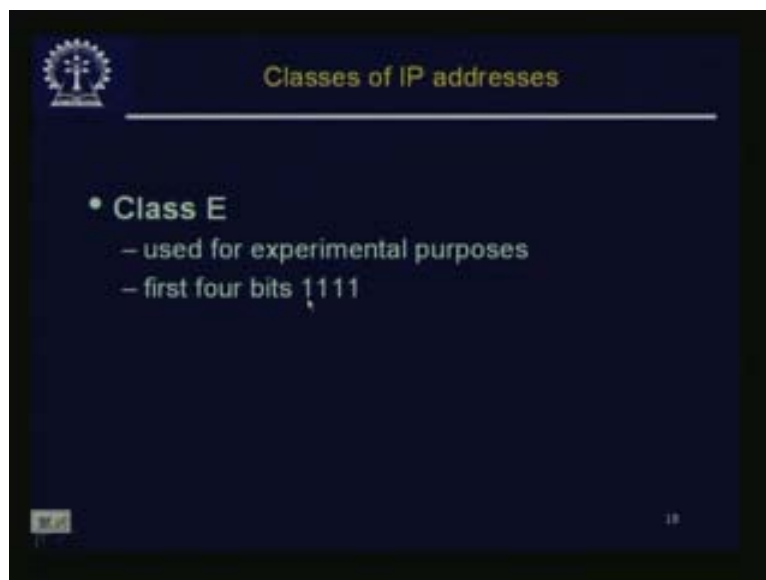 Classes of IP addresses
• Class E
– used for experimental purposes
– first four bits 1111